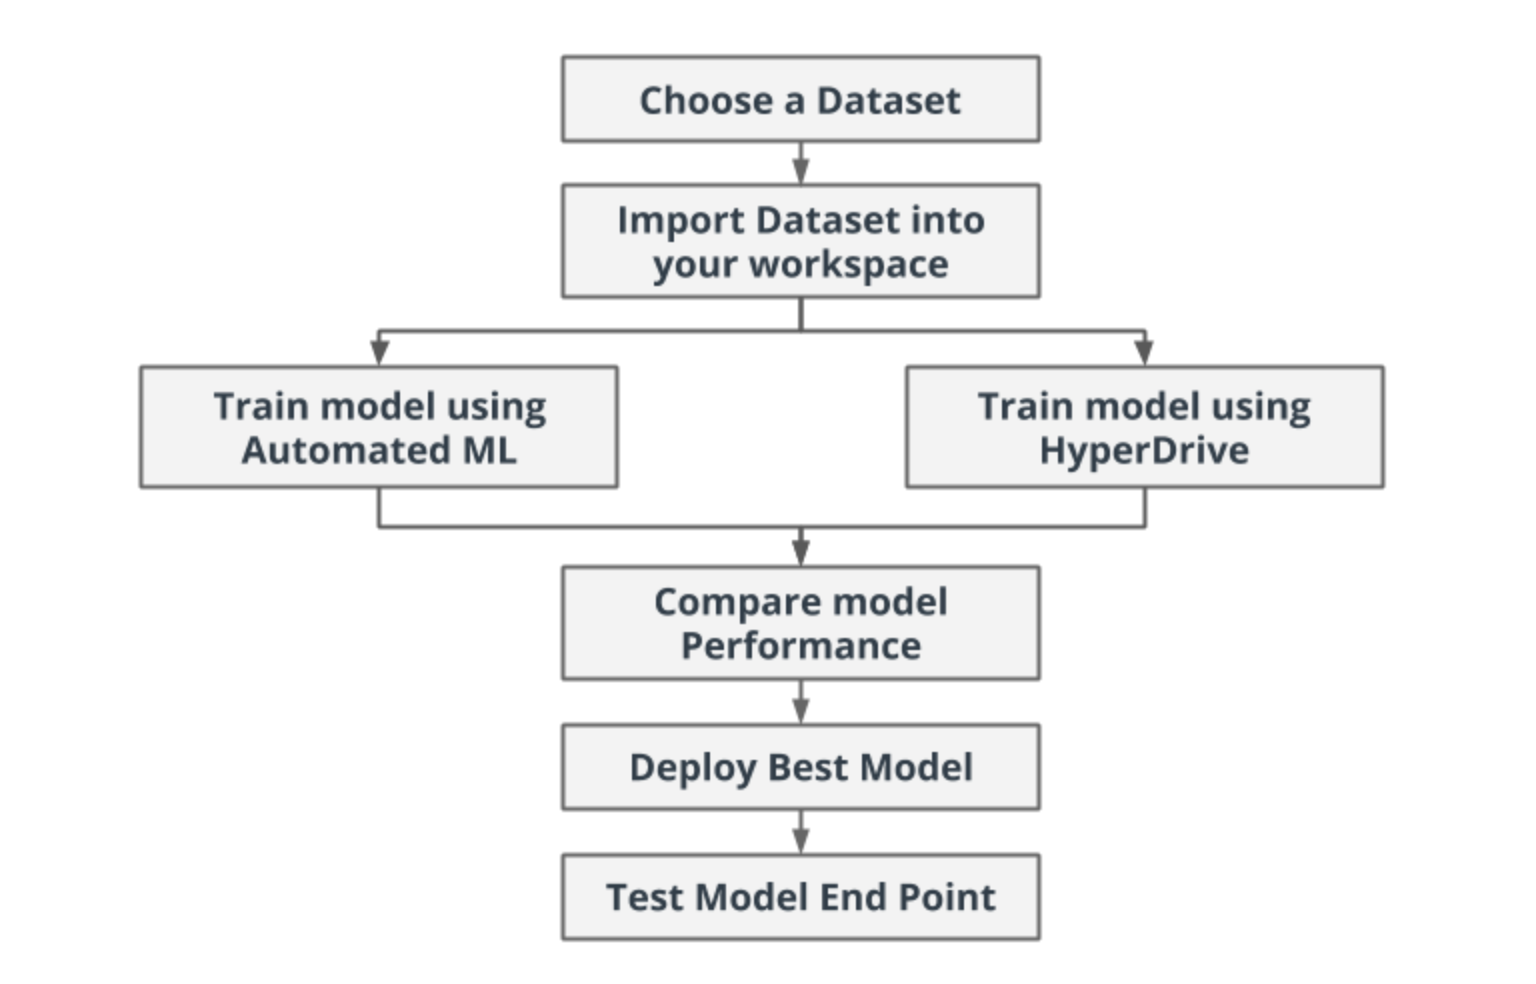 Choose a Dataset
Import Dataset into
your workspace
Train model using
Automated ML
Train model using
HyperDrive
Compare model
Performance
Deploy Best Model
Test Model End Point